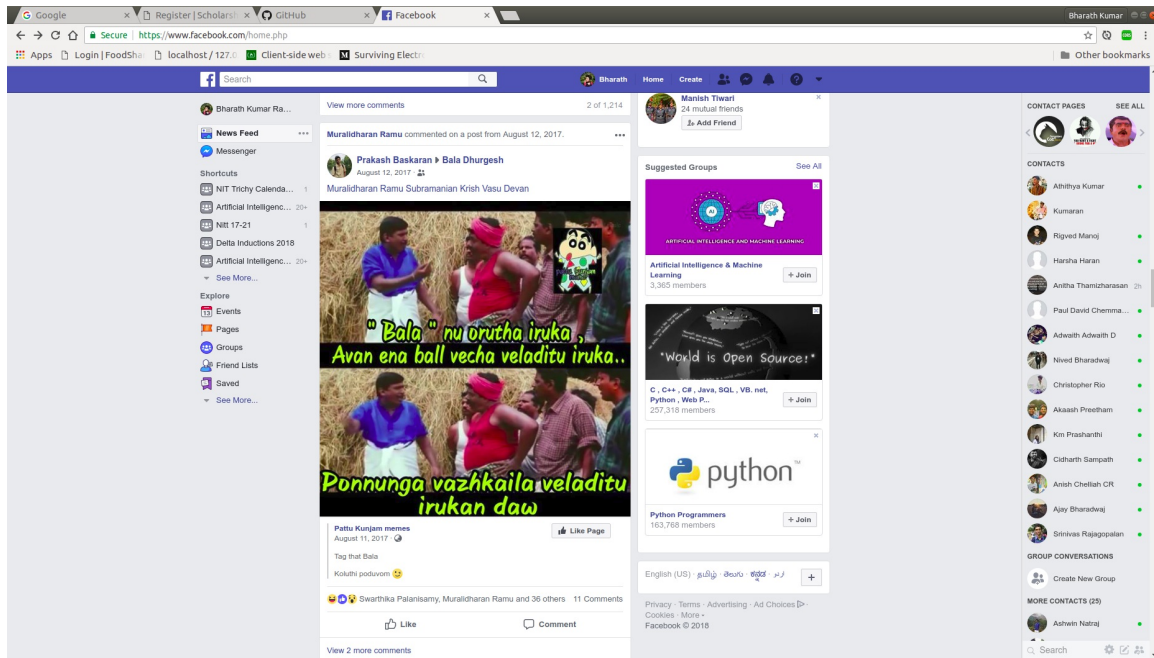 Google
Register | Scholarsh
GitHub
Facebook
Bharath Kumar
Secure | https://www.facebook.com/home.php
Apps
Login | FoodShar
localhost / 127.0
Client-side web
Surviving Electr
Other bookmarks
Search
Bharath
Home
Create
Bharath Kumar Ra...
News Feed
Messenger
Shortcuts
NIT Trichy Calenda... 1
Artificial Intelligenc... 20+
Nitt 17-21 1
Delta Inductions 2018
Artificial Intelligenc... 20+
See More...
Explore
Events
Pages
Groups
Friend Lists
Saved
See More...
View more comments 2 of 1,214
Muralidharan Ramu commented on a post from August 12, 2017.
Prakash Baskaran ▸ Bala Dhurgesh
August 12, 2017 ·
Muralidharan Ramu Subramanian Krish Vasu Devan
" Bala " nu orutha iruka ,
Avan ena ball vecha veladitu iruka..
Ponnunga vazhkaila veladitu
irukan daw
Pattu Kunjam memes
August 11, 2017 ·
Like Page
Tag that Bala
Koluthi poduvom 🙂
Swarthika Palanisamy, Muralidharan Ramu and 36 others 11 Comments
Like
Comment
View 2 more comments
Manish Tiwari
24 mutual friends
Add Friend
Suggested Groups See All
AI
ARTIFICIAL INTELLIGENCE AND MACHINE LEARNING
Artificial Intelligence & Machine
Learning
3,365 members
+ Join
"World is Open Source!"
C , C++ , C# , Java, SQL , VB. net,
Python , Web P...
257,318 members
+ Join
python™
Python Programmers
163,768 members
+ Join
English (US) · தமிழ் · తెలుగు · ಕನ್ನಡ · اردو
Privacy · Terms · Advertising · Ad Choices ·
Cookies · More
Facebook © 2018
CONTACT PAGES SEE ALL
CONTACTS
Athithya Kumar
Kumaran
Rigved Manoj
Harsha Haran
Anitha Thamizharasan 2h
Paul David Chemma...
Adwaith Adwaith D
Nived Bharadwaj
Christopher Rio
Akaash Preetham
Km Prashanthi
Cidharth Sampath
Anish Chelliah CR
Ajay Bharadwaj
Srinivas Rajagopalan
GROUP CONVERSATIONS
Create New Group
MORE CONTACTS (25)
Ashwin Natraj
Search